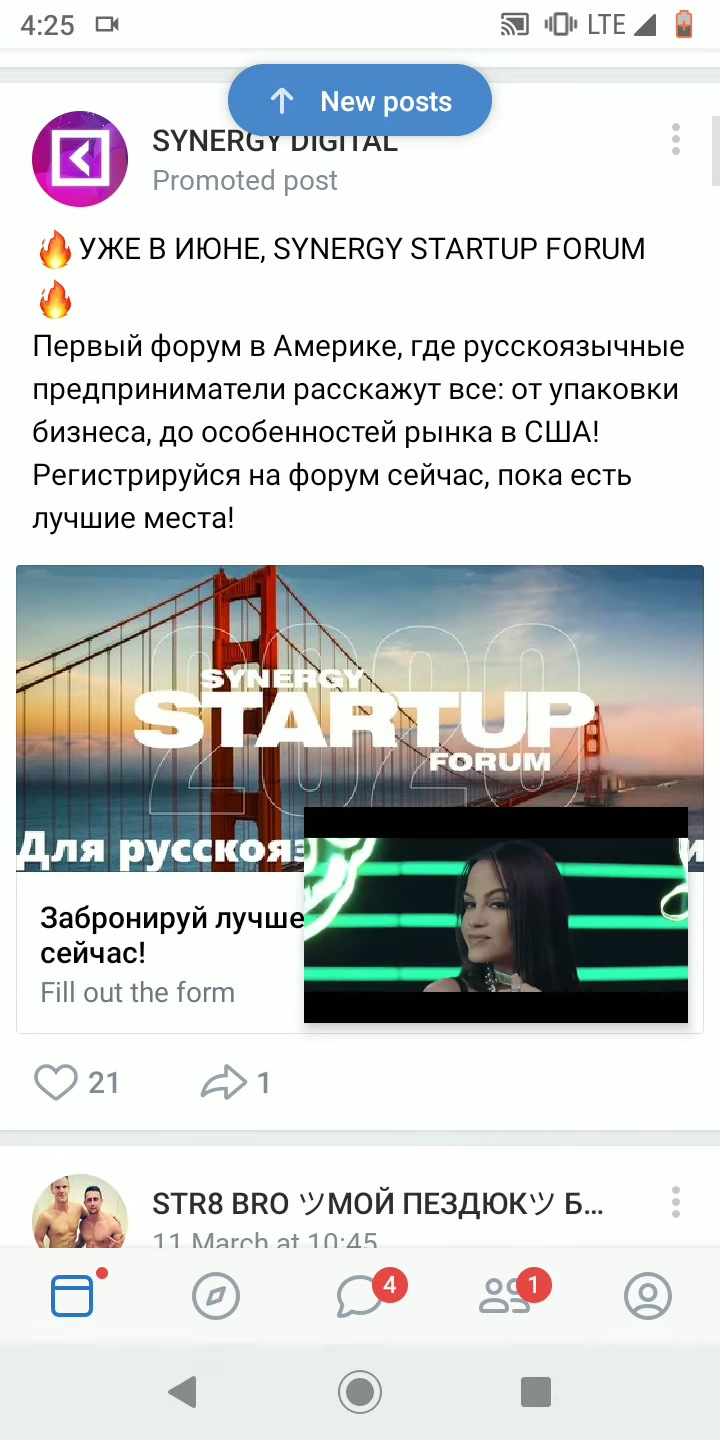 4:25
LTE
New posts
SYNERGY DIGITAL
Promoted post
🔥УЖЕ В ИЮНЕ, SYNERGY STARTUP FORUM
🔥
Первый форум в Америке, где русскоязычные
предприниматели расскажут все: от упаковки
бизнеса, до особенностей рынка в США!
Регистрируйся на форум сейчас, пока есть
лучшие места!
2020
SYNERGY
STARTUP
FORUM
Для русскояз
Забронируй лучше
сейчас!
Fill out the form
21
1
STR8 BRO ツМОЙ ПЕЗДЮКツ Б...
11 March at 10:45
4
1